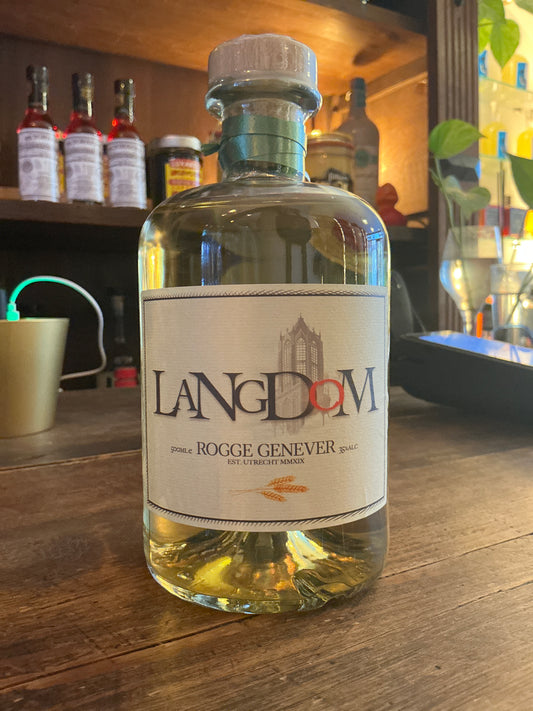 LANGDOM
500ML.e ROGGE GENEVER 35%ALC.
EST. UTRECHT MMXIX